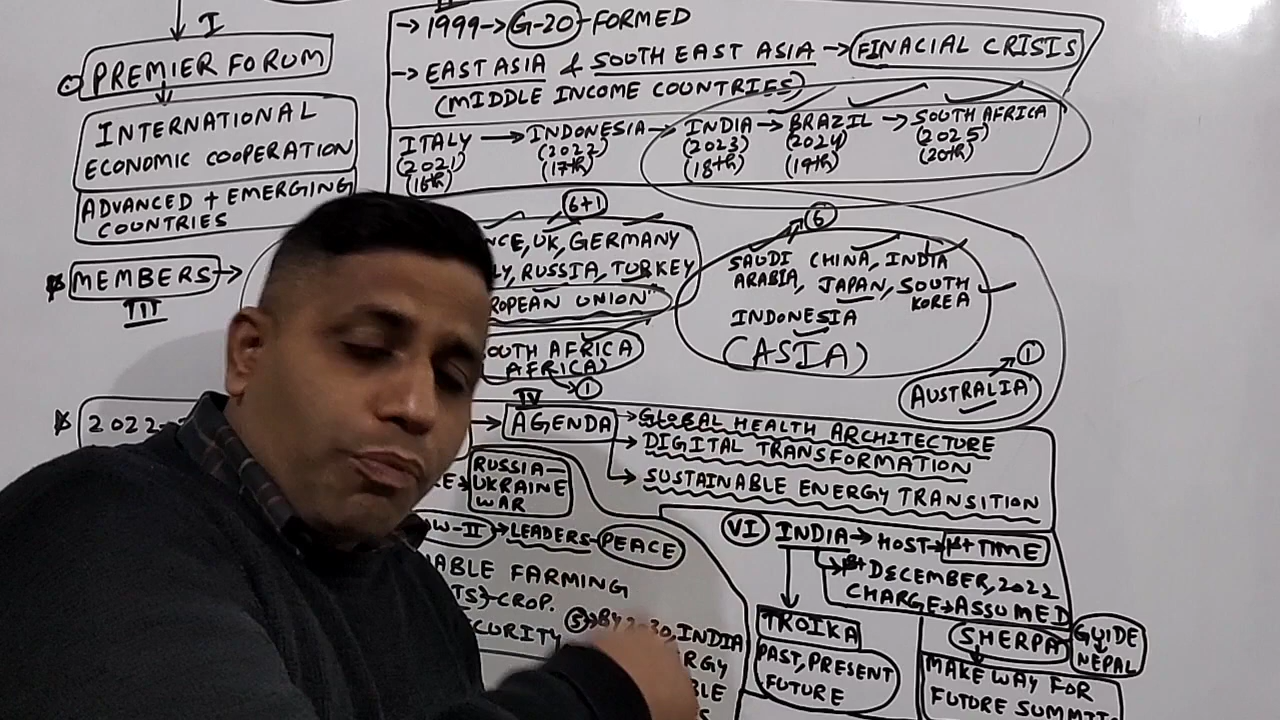 I
PREMIER FORUM
INTERNATIONAL
ECONOMIC COOPERATION
ADVANCED + EMERGING
COUNTRIES
→ 1999 → G-20 - FORMED
→ EAST ASIA & SOUTH EAST ASIA → FINACIAL CRISIS
(MIDDLE INCOME COUNTRIES)
ITALY → INDONESIA → INDIA → BRAZIL → SOUTH AFRICA
(2021) (2022) (2023) (2024) (2025)
(16th) (17th) (18th) (19th) (20th)
MEMBERS →
III
6+1
NCE, UK, GERMANY
LY, RUSSIA, TURKEY
ROPEAN UNION"
OUTH AFRICA
AFRICA)
1
6
SAUDI CHINA, INDIA
ARABIA, JAPAN, SOUTH
KOREA
INDONESIA
(ASIA)
1
AUSTRALIA
2022-
IV
→ AGENDA → GLOBAL HEALTH ARCHITECTURE
→ DIGITAL TRANSFORMATION
→ SUSTAINABLE ENERGY TRANSITION
E → RUSSIA-
UKRAINE
WAR
W-II → LEADERS - PEACE
ABLE FARMING
TS} → CROP.
CURITY
5 → BY 2030, INDIA
RGY
BLE
VI INDIA → HOST → 1st TIME
1st DECEMBER, 2022
CHARGE → ASSUMED
TROIKA
PAST, PRESENT
FUTURE
SHERPA
GUIDE
NEPAL
MAKE WAY FOR
FUTURE SUMMIT